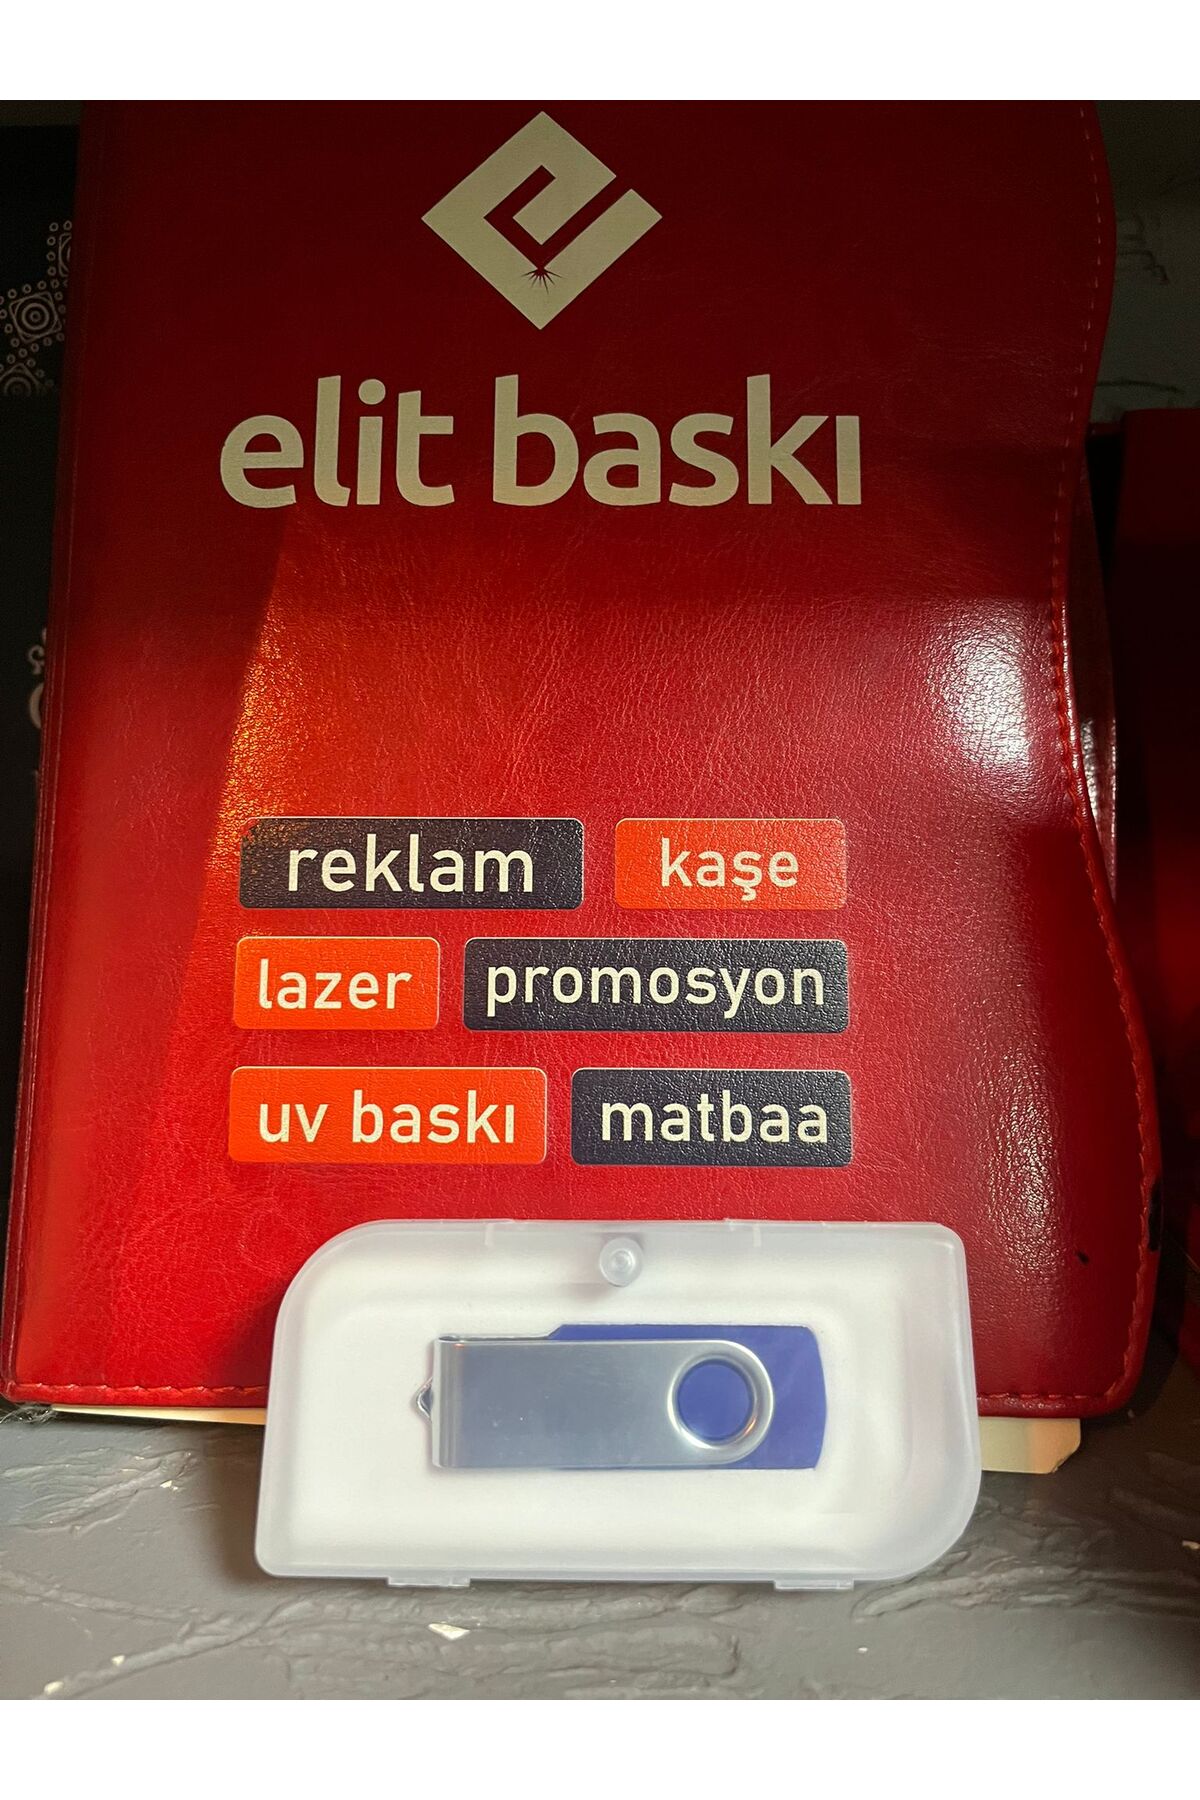 elit baskı
reklam kaşe
lazer promosyon
uv baskı matbaa